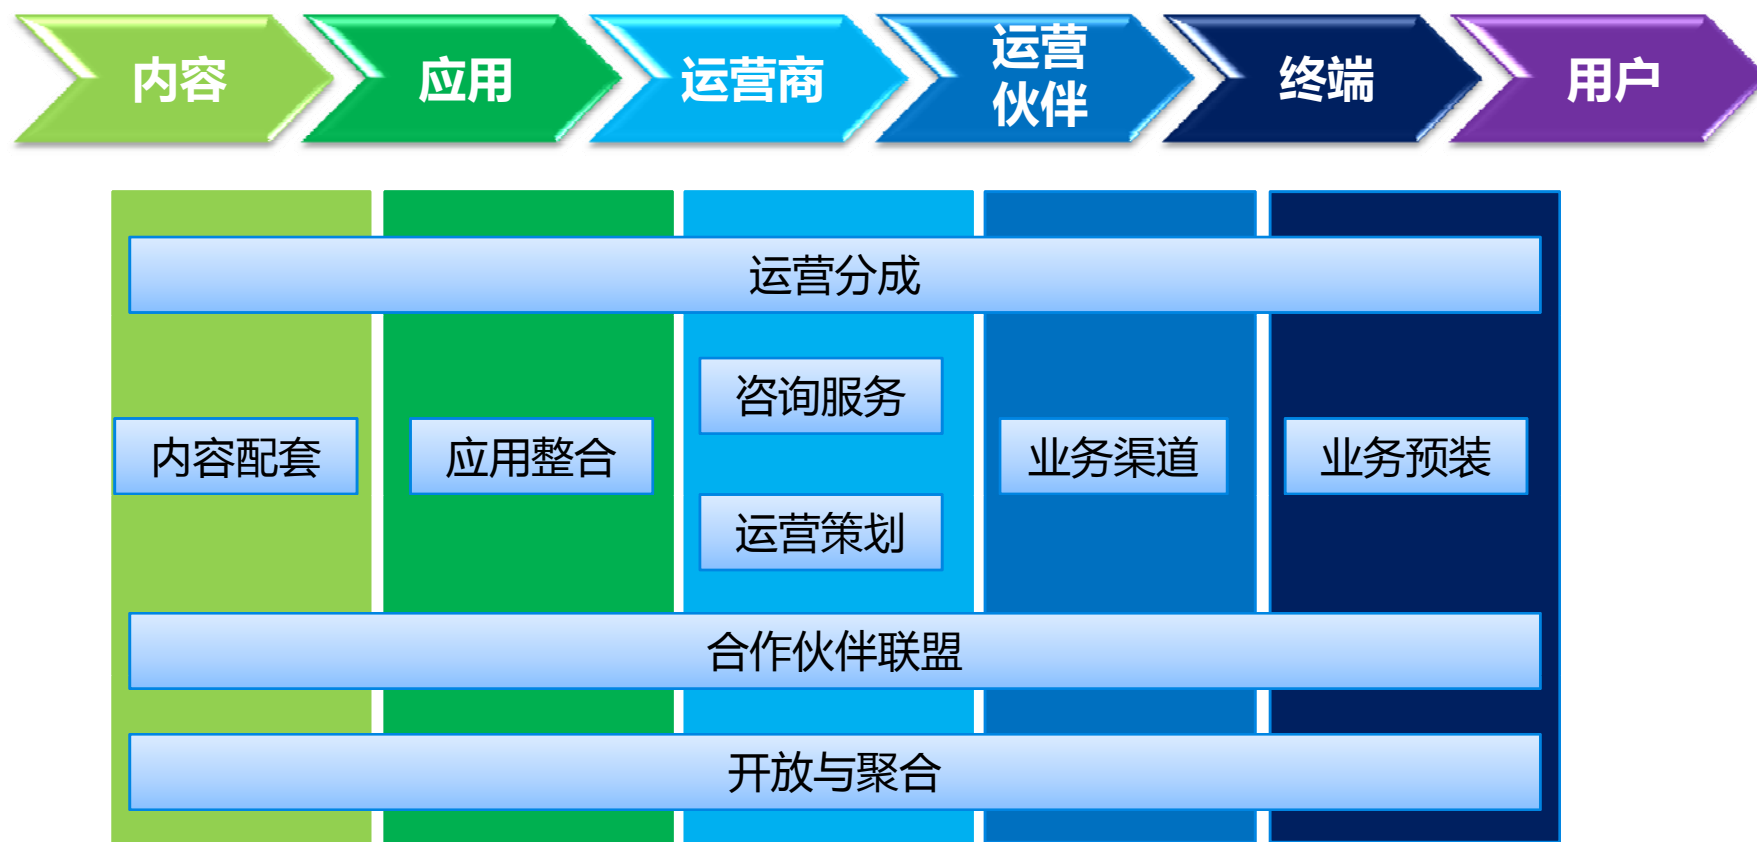 内容
应用
运营商
运营
伙伴
终端
用户
运营分成
咨询服务
内容配套
应用整合
业务渠道
业务预装
运营策划
合作伙伴联盟
开放与聚合